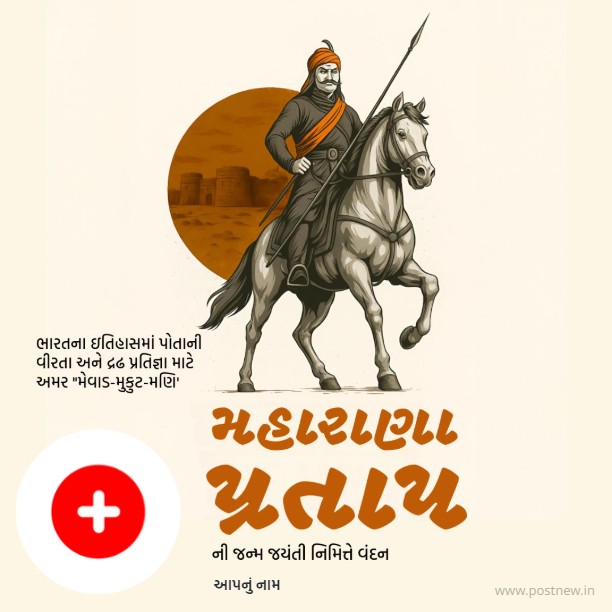 ભારતના ઇતિહાસમાં પોતાની
વીરતા અને દ્રઢ પ્રતિજ્ઞા માટે
અમર "મેવાડ-મુકુટ-મણિ'
મહારાણા
પ્રતાપ
ની જન્મ જયંતી નિમિત્તે વંદન
આપનું નામ
www.postnew.in